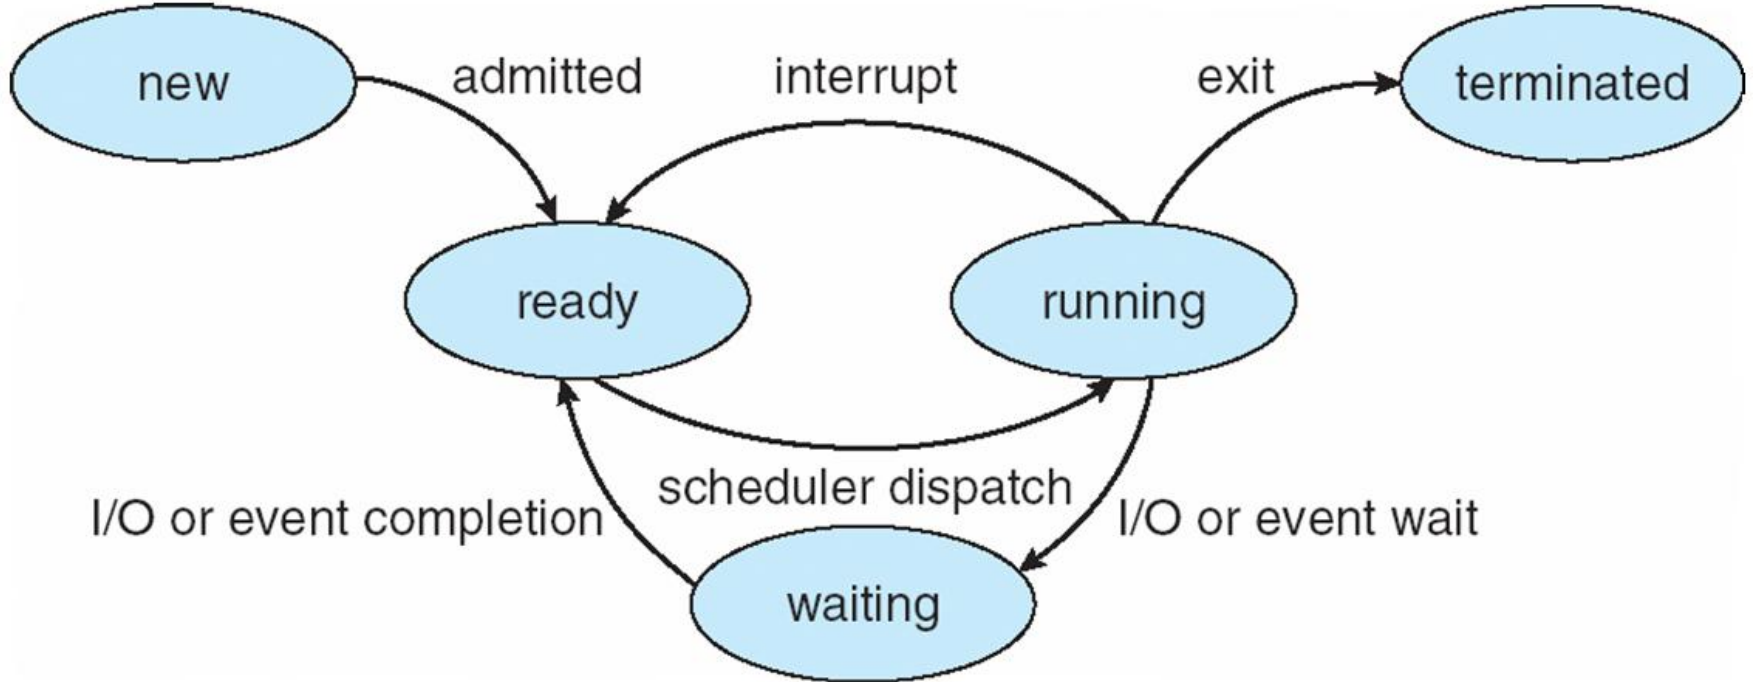 new
admitted
interrupt
exit
terminated
ready
running
scheduler dispatch
I/O or event completion
I/O or event wait
waiting